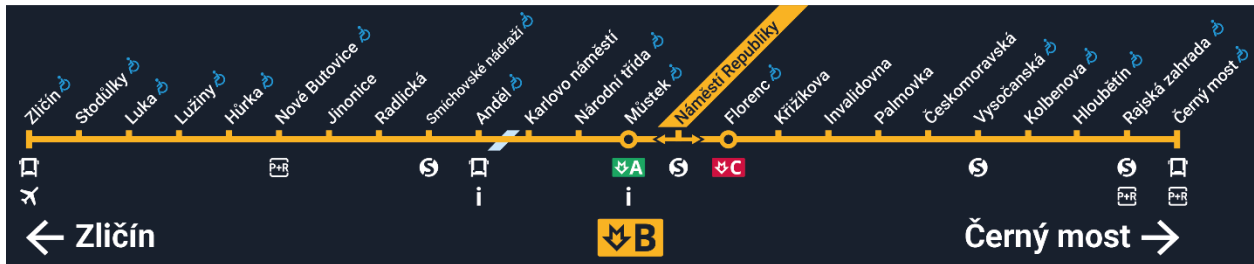 Zličín
Stodůlky
Luka
Lužiny
Hůrka
Nové Butovice
Jinonice
Radlická
Smíchovské nádraží
Anděl
Karlovo náměstí
Národní třída
Můstek
Náměstí Republiky
Florenc
Křižíkova
Invalidovna
Palmovka
Českomoravská
Vysočanská
Kolbenova
Hloubětín
Rajská zahrada
Černý most
P+R
S
A
S
C
S
S
i
i
P+R
P+R
← Zličín
B
Černý most →